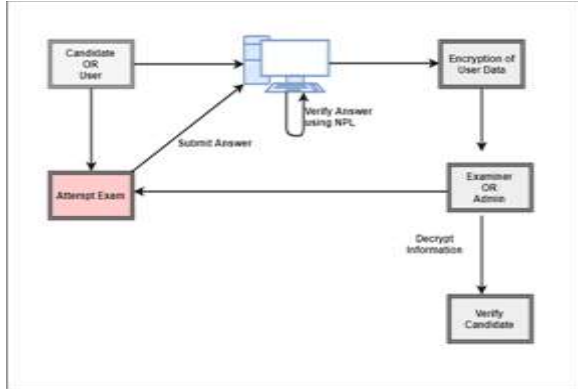 Candidate
OR
User
Encryption of
User Data
Verify Answer
using NPL
Submit Answer
Attempt Exam
Examiner
OR
Admin
Decrypt
Information
Verify
Candidate